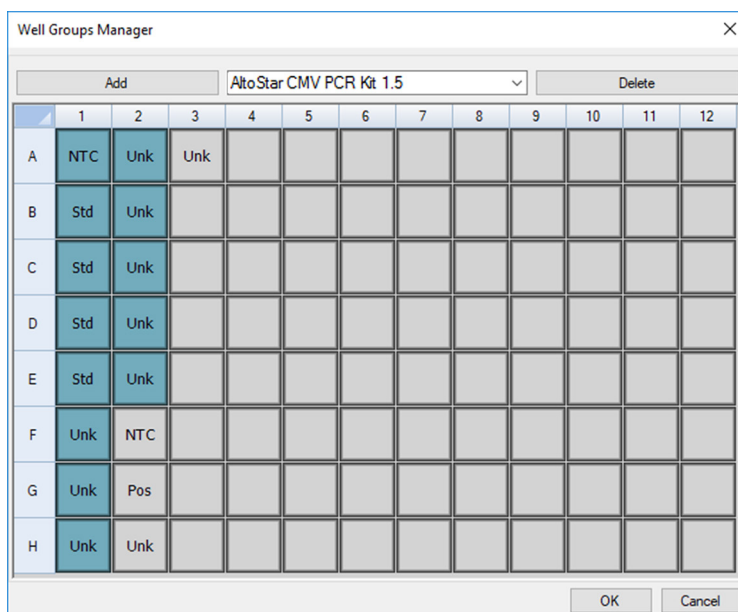 Well Groups Manager
Add AltoStar CMV PCR Kit 1.5 Delete
1 2 3 4 5 6 7 8 9 10 11 12
A NTC Unk Unk
B Std Unk
C Std Unk
D Std Unk
E Std Unk
F Unk NTC
G Unk Pos
H Unk Unk
OK Cancel